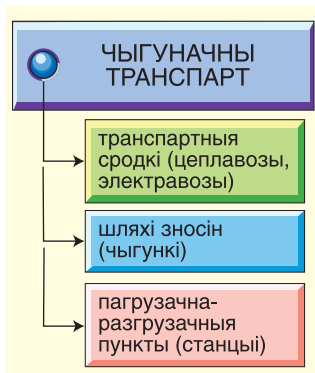 ЧЫГУНАЧНЫ
ТРАНСПАРТ
транспартныя
сродкі (цеплавозы,
электравозы)
шляхі зносін
(чыгункі)
пагрузачна-
разгрузачныя
пункты (станцыі)